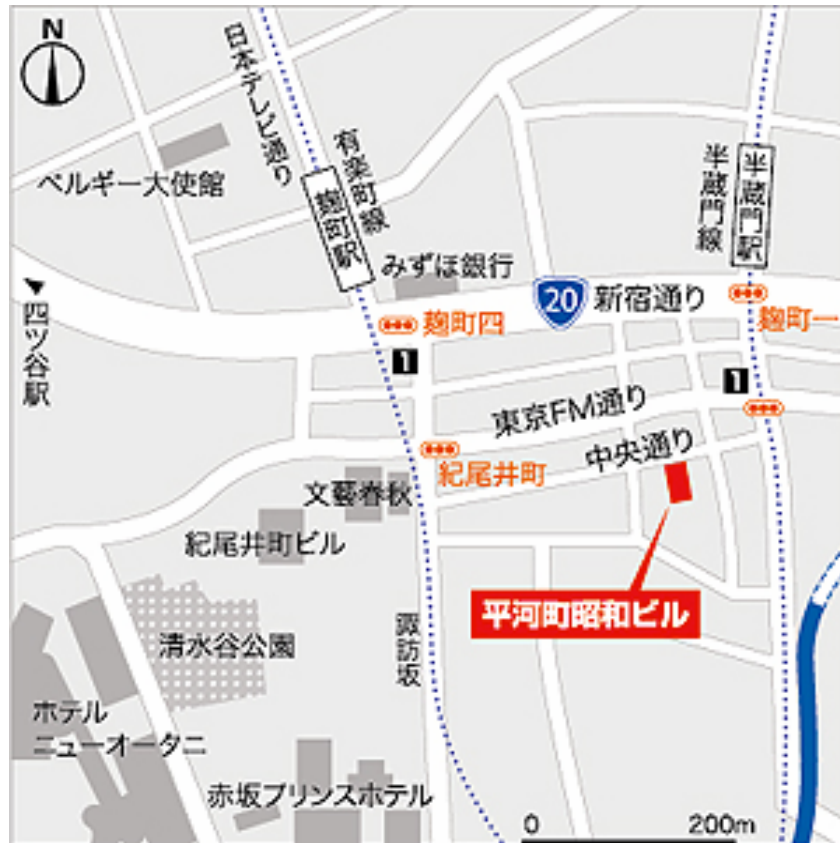 N
日本テレビ通り
有楽町線
麹町駅
半蔵門線
半蔵門駅
ベルギー大使館
みずほ銀行
20
新宿通り
四ツ谷駅
麹町四
麹町一
1
1
東京FM通り
中央通り
紀尾井町
文藝春秋
紀尾井町ビル
平河町昭和ビル
諏訪坂
清水谷公園
ホテル
ニューオータニ
赤坂プリンスホテル
0 200m